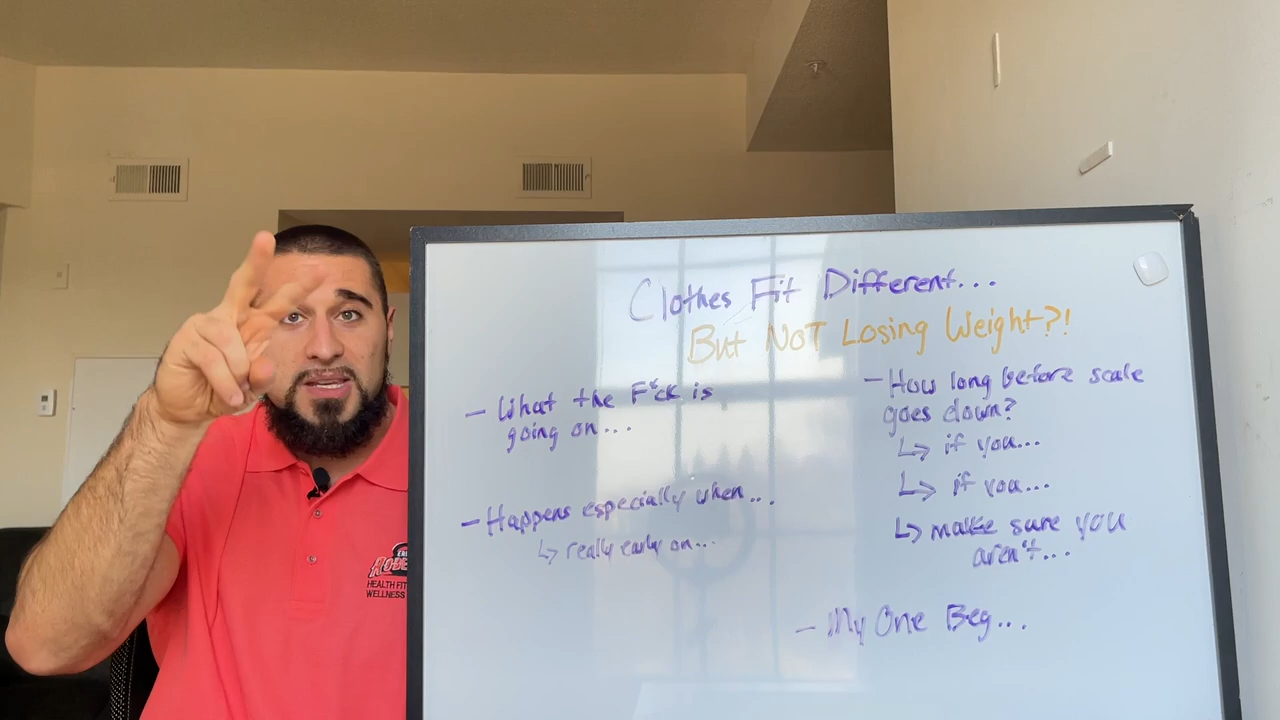 Clothes Fit Different...
But NOT Losing Weight?!
- What the F*ck is
going on...
- Happens especially when...
↳ really early on...
- How long before scale
goes down?
↳ if you...
↳ if you...
↳ make sure you
aren't...
- My One Beg...
HEALTH FIT
WELLNESS